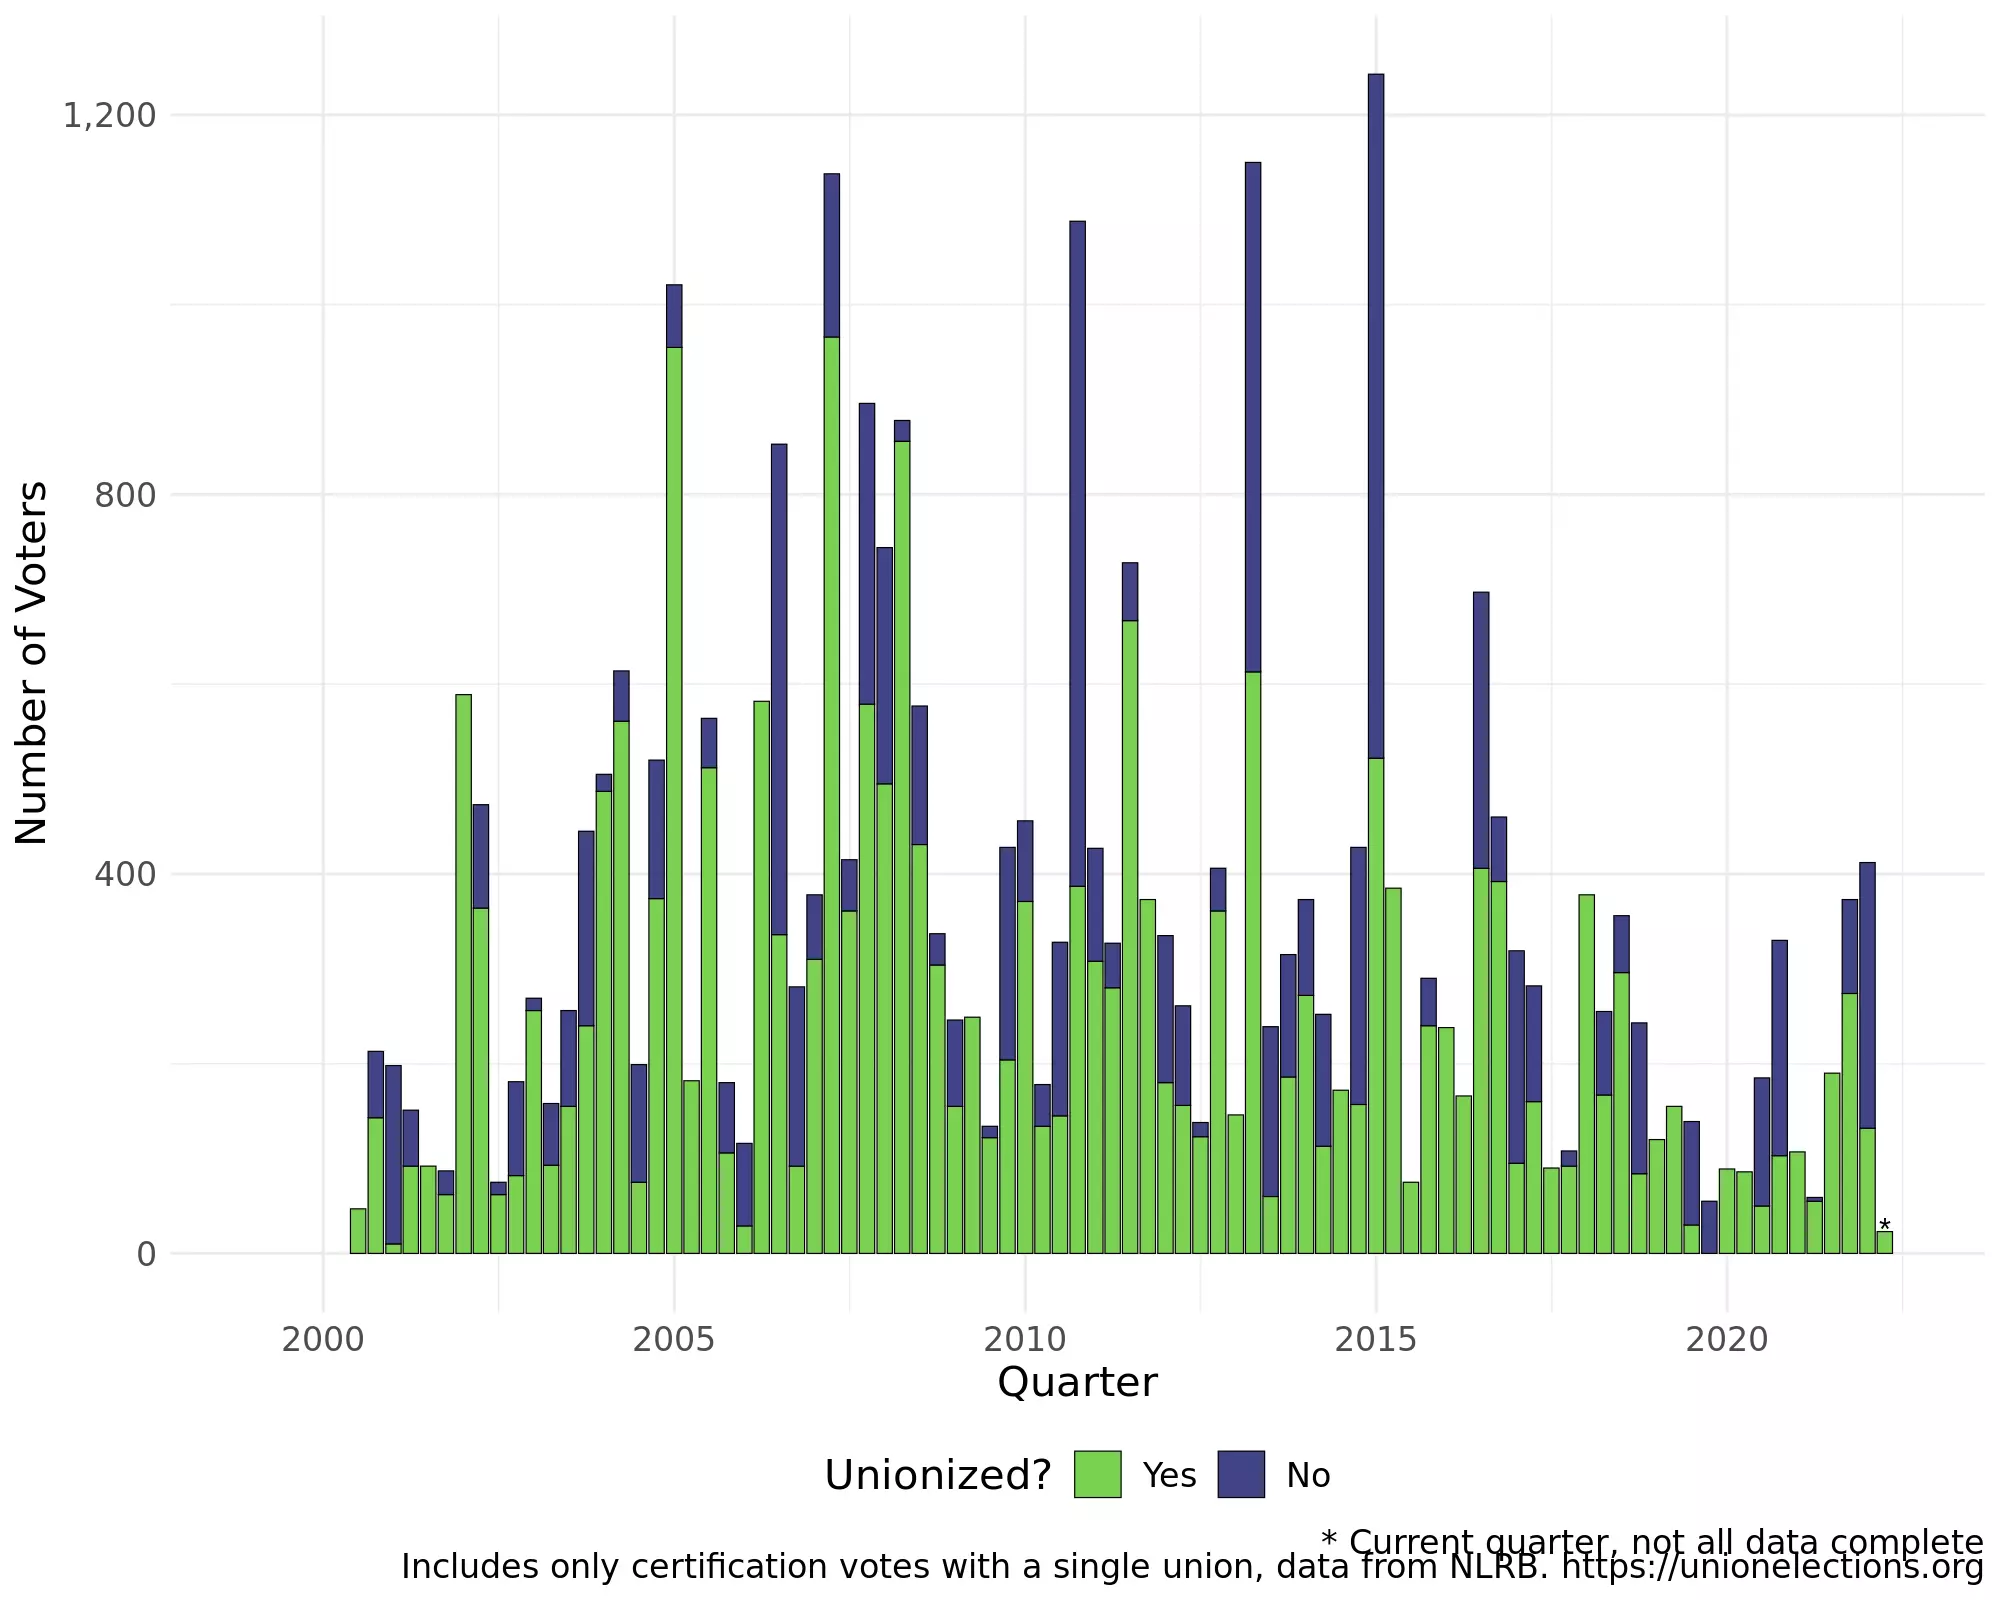 Number of Voters
1,200
800
400
0
*
2000 2005 2010 2015 2020
Quarter
Unionized? Yes No
* Current quarter, not all data complete
Includes only certification votes with a single union, data from NLRB. https://unionelections.org